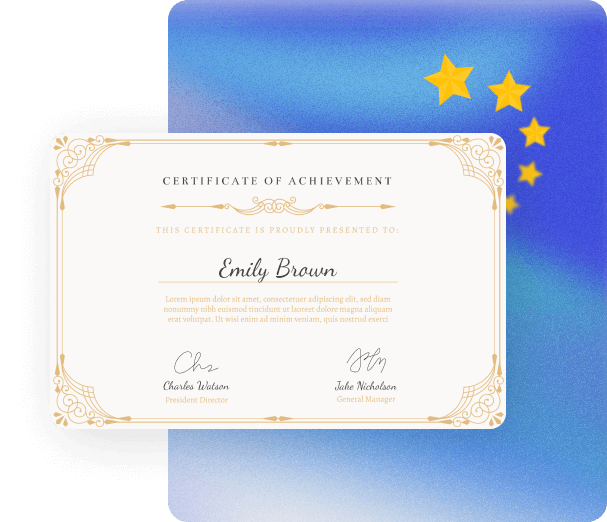 CERTIFICATE OF ACHIEVEMENT
THIS CERTIFICATE IS PROUDLY PRESENTED TO:
Emily Brown
Lorem ipsum dolor sit amet, consectetuer adipiscing elit, sed diam
nonummy nibh euismod tincidunt ut laoreet dolore magna aliquam
erat volutpat. Ut wisi enim ad minim veniam, quis nostrud exerci
Charles Watson
Jake Nicholson
President Director
General Manager